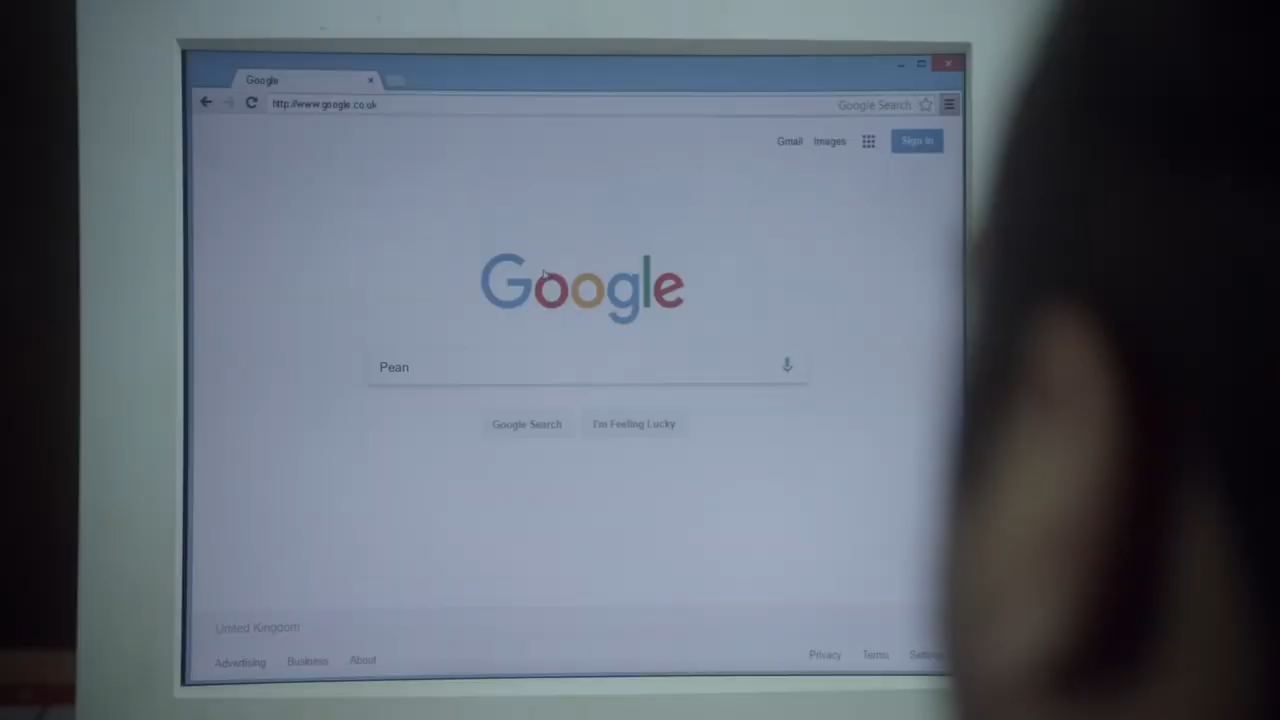 Google
http://www.google.co.uk
Google Search
Gmail Images
Sign in
Google
Pean
Google Search I'm Feeling Lucky
United Kingdom
Advertising Business About
Privacy Terms Settings